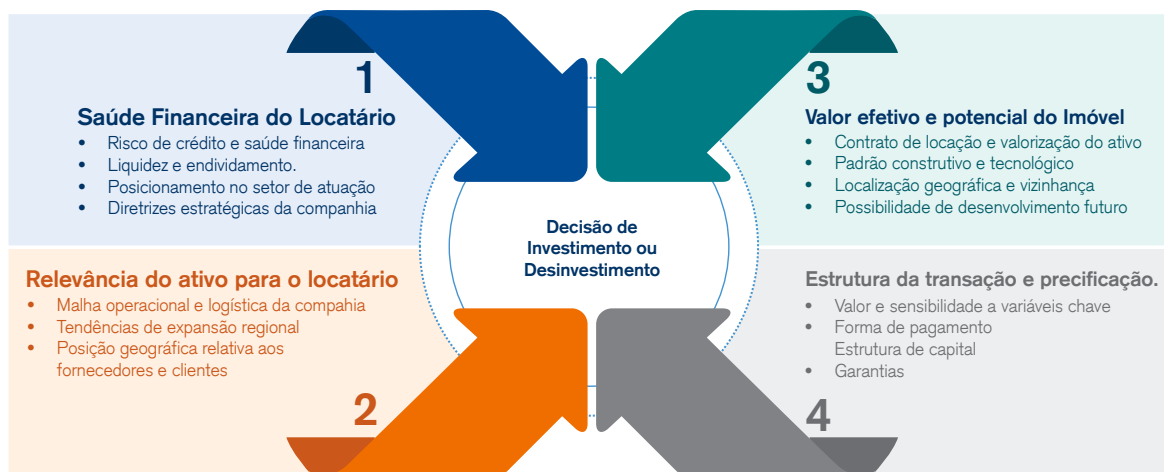 1
Saúde Financeira do Locatário
• Risco de crédito e saúde financeira
• Liquidez e endividamento.
• Posicionamento no setor de atuação
• Diretrizes estratégicas da companhia
Relevância do ativo para o locatário
• Malha operacional e logística da compahia
• Tendências de expansão regional
• Posição geográfica relativa aos
fornecedores e clientes
2
Decisão de
Investimento ou
Desinvestimento
3
Valor efetivo e potencial do Imóvel
• Contrato de locação e valorização do ativo
• Padrão construtivo e tecnológico
• Localização geográfica e vizinhança
• Possibilidade de desenvolvimento futuro
Estrutura da transação e precificação.
• Valor e sensibilidade a variáveis chave
• Forma de pagamento
Estrutura de capital
• Garantias
4